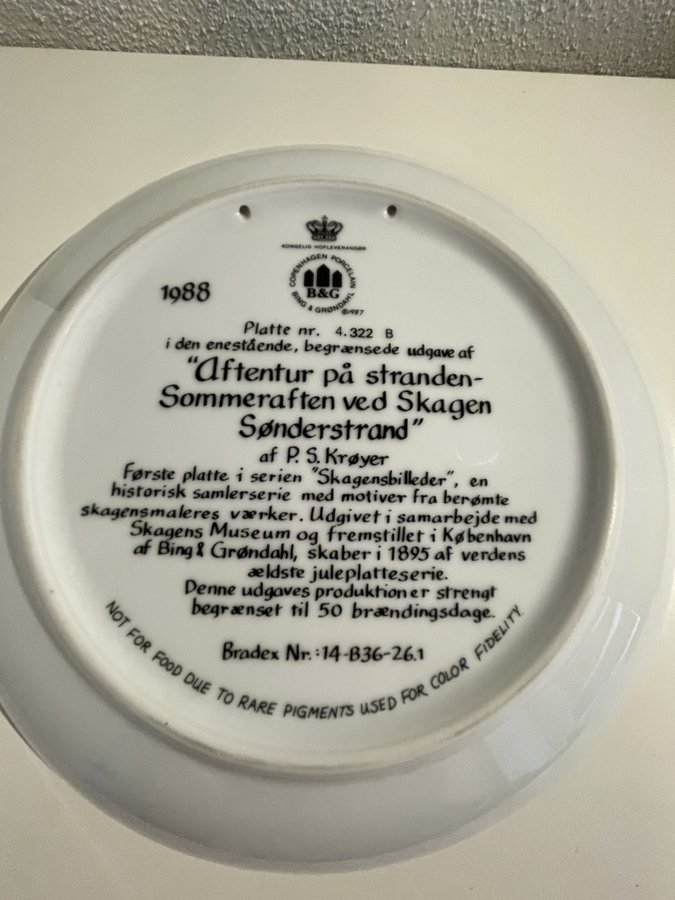 KONGELIG HOFLEVERANDØR
COPENHAGEN PORCELAIN
B&G
BING & GRØNDAHL
©1987
1988
Platte nr. 4.322 B
i den enestående, begrænsede udgave af
"Aftentur på stranden-
Sommeraften ved Skagen
Sønderstrand"
af P. S. Krøyer
Første platte i serien "Skagensbilleder", en
historisk samlerserie med motiver fra berømte
skagensmaleres værker. Udgivet i samarbejde med
Skagens Museum og fremstillet i København
af Bing & Grøndahl, skaber i 1895 af verdens
ældste juleplatteserie.
Denne udgaves produktion er strengt
begrænset til 50 brændingsdage.
Bradex Nr.: 14-B36-26.1
NOT FOR FOOD DUE TO RARE PIGMENTS USED FOR COLOR FIDELITY.